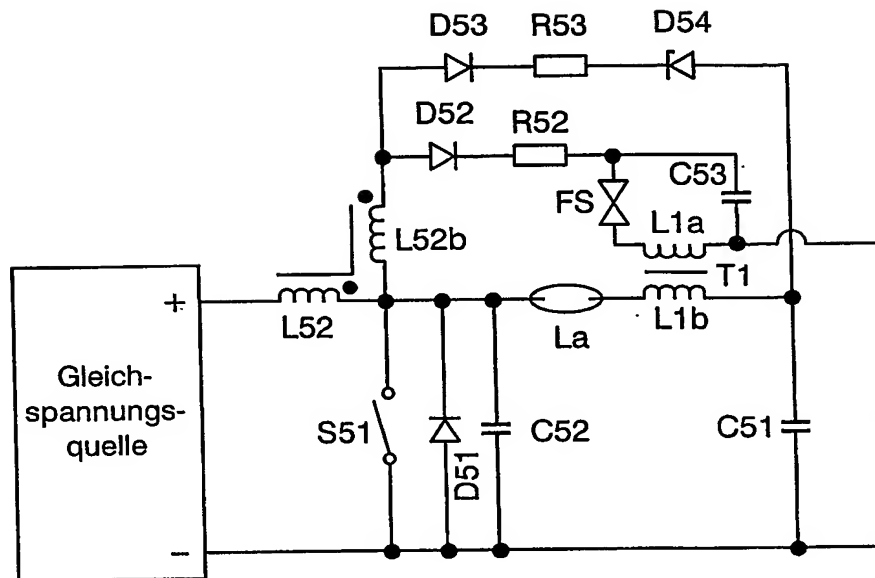 D53 R53 D54
D52 R52
C53
FS
L1a
L52b
T1
+
L52
La
L1b
Gleich-
spannungs-
quelle
S51
D51
C52
C51
−